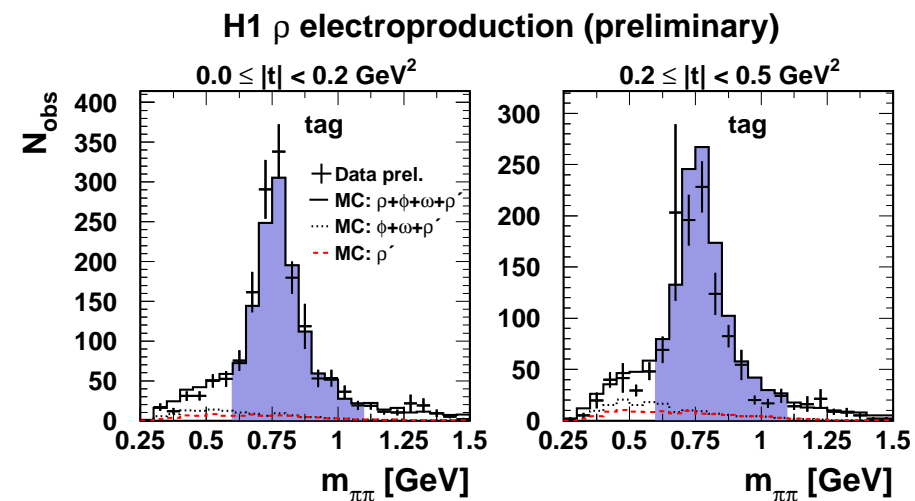 H1 ρ electroproduction (preliminary)
0.0 ≤ |t| < 0.2 GeV²
0.2 ≤ |t| < 0.5 GeV²
N_obs
400
350
300
250
200
150
100
50
0
tag
Data prel.
MC: ρ+φ+ω+ρ´
MC: φ+ω+ρ´
MC: ρ´
0.25 0.5 0.75 1 1.25 1.5
m_ππ [GeV]
300
250
200
150
100
50
0
tag
0.25 0.5 0.75 1 1.25 1.5
m_ππ [GeV]